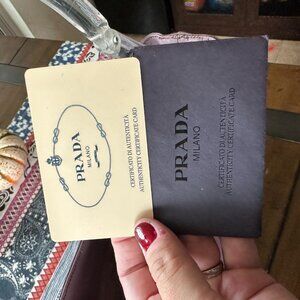 PRADA
MILANO
CERTIFICATO DI AUTENTICITÀ
AUTHENTICITY CERTIFICATE CARD
PRADA
MILANO
CERTIFICATO DI AUTENTICITÀ
AUTHENTICITY CERTIFICATE CARD